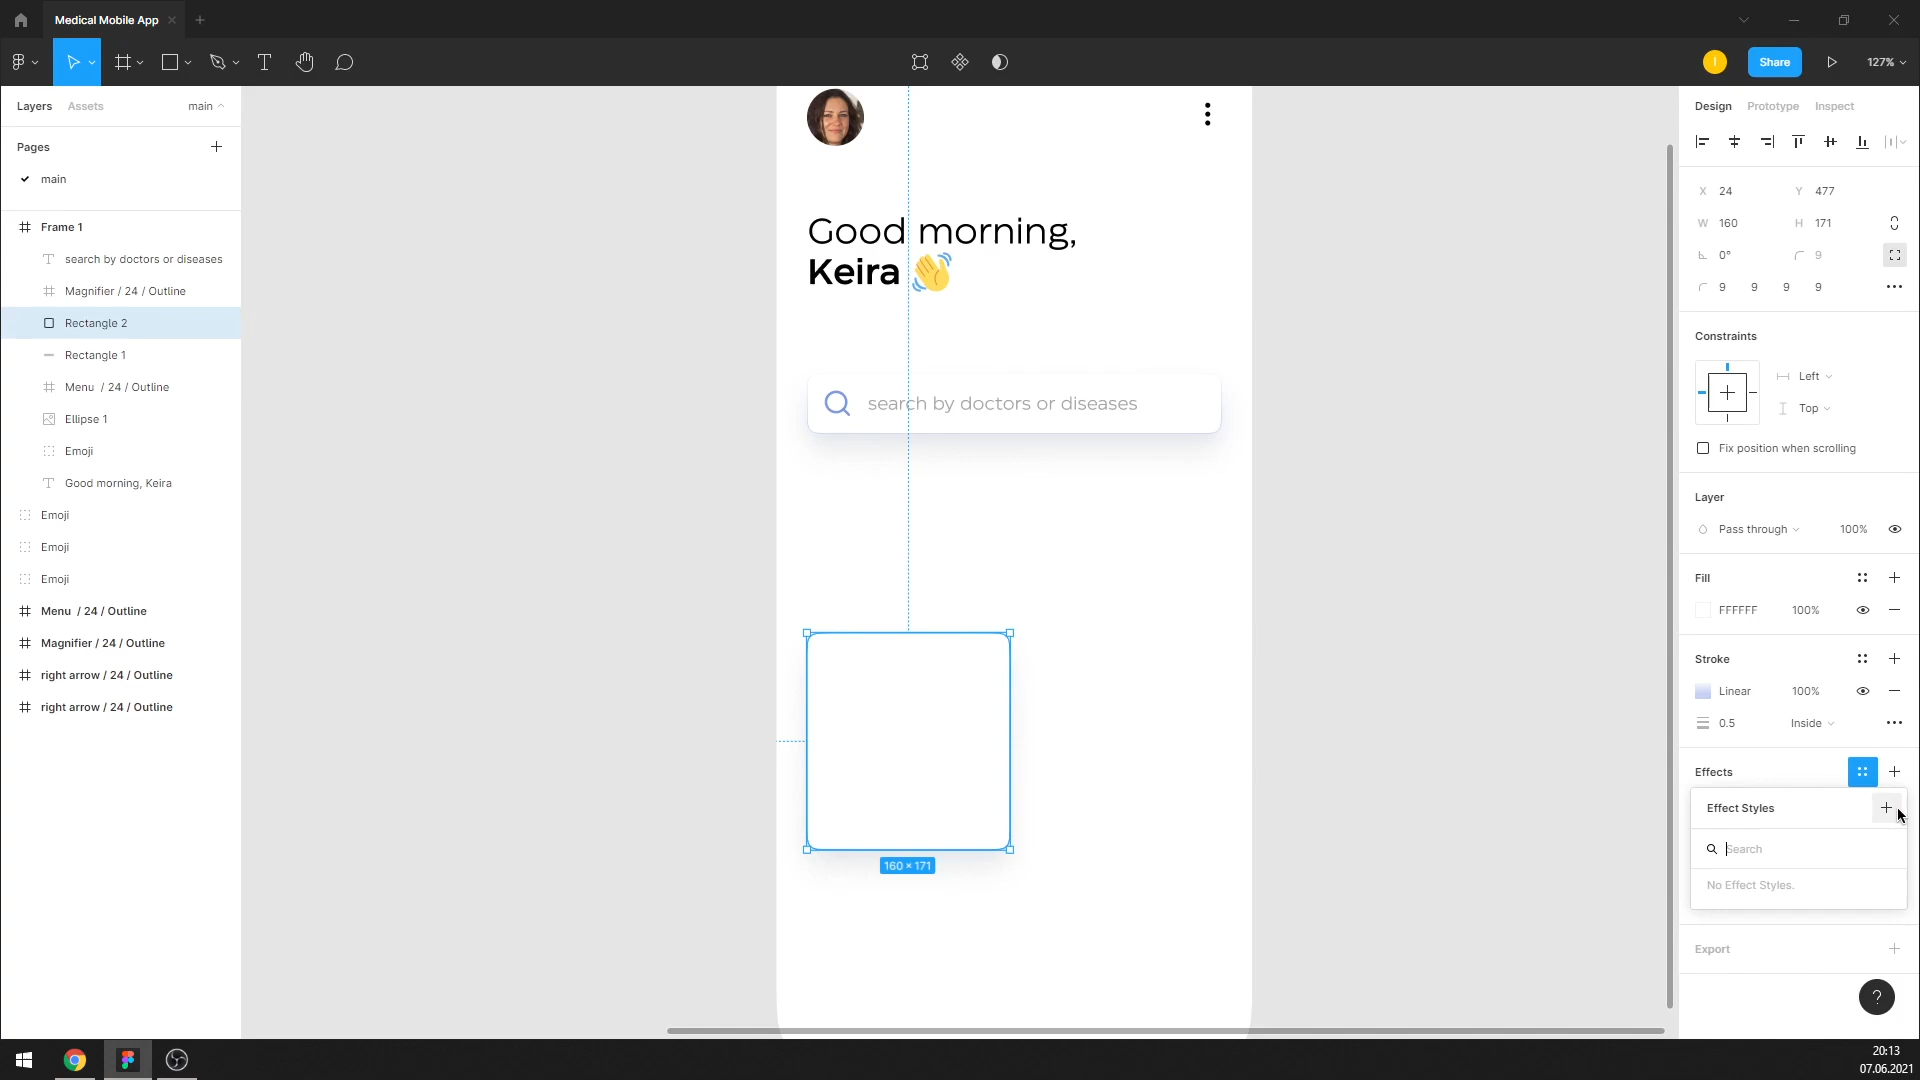 Medical Mobile App
Share
127%
Layers
Assets
main
Pages
main
Frame 1
search by doctors or diseases
Magnifier / 24 / Outline
Rectangle 2
Rectangle 1
Menu / 24 / Outline
Ellipse 1
Emoji
Good morning, Keira
Emoji
Emoji
Emoji
Menu / 24 / Outline
Magnifier / 24 / Outline
right arrow / 24 / Outline
right arrow / 24 / Outline
Good morning,
Keira
search by doctors or diseases
160 × 171
Design
Prototype
Inspect
X 24 Y 477
W 160 H 171
0° 9
9 9 9 9
Constraints
Left
Top
Fix position when scrolling
Layer
Pass through 100%
Fill
FFFFFF 100%
Stroke
Linear 100%
0.5 Inside
Effects
Effect Styles
Search
No Effect Styles.
Export
?
20:13
07.06.2021